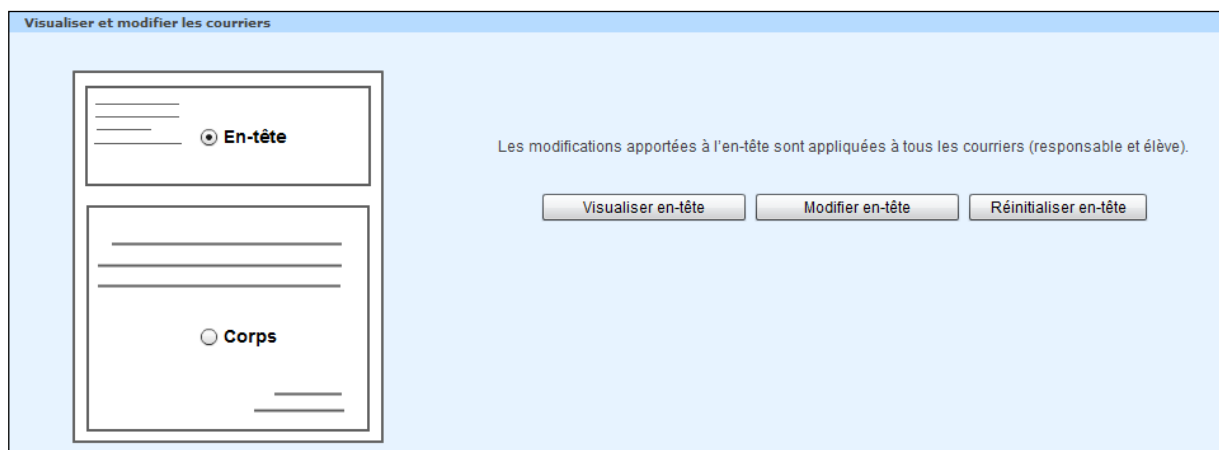 Visualiser et modifier les courriers
En-tête
Les modifications apportées à l'en-tête sont appliquées à tous les courriers (responsable et élève).
Visualiser en-tête Modifier en-tête Réinitialiser en-tête
Corps